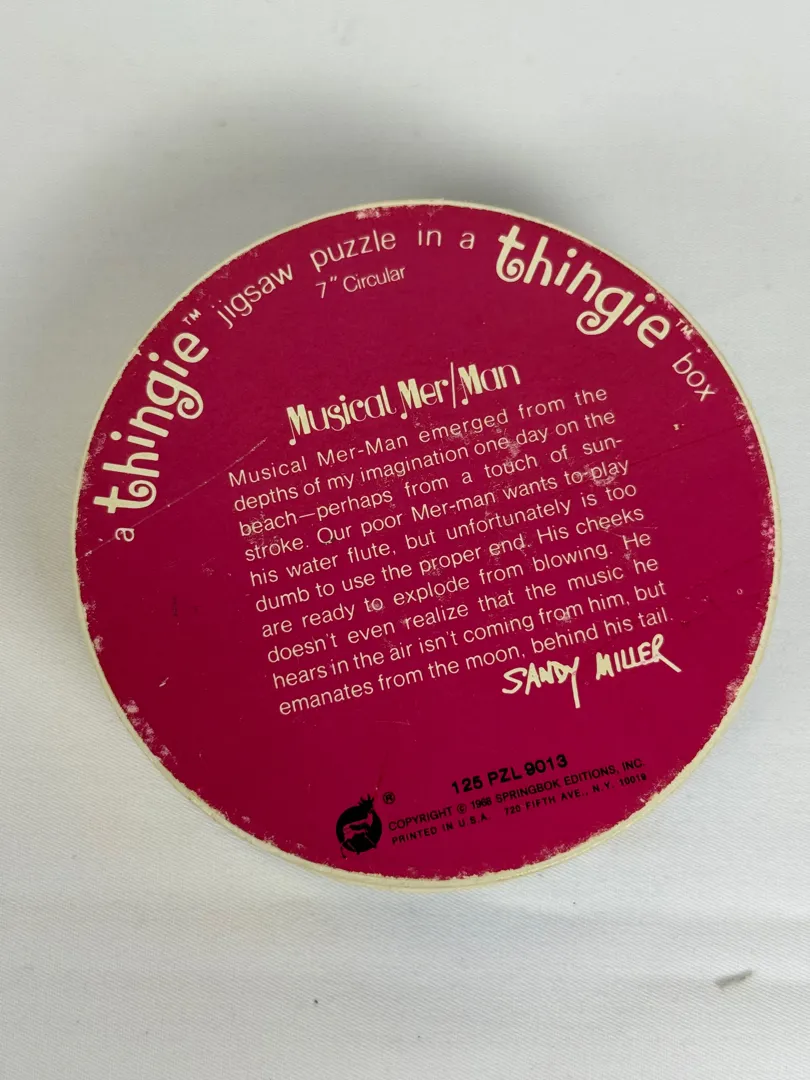 a thingie™ jigsaw puzzle in a thingie™ box
7" Circular
Musical Mer/Man
Musical Mer-Man emerged from the
depths of my imagination one day on the
beach—perhaps from a touch of sun-
stroke. Our poor Mer-man wants to play
his water flute, but unfortunately is too
dumb to use the proper end. His cheeks
are ready to explode from blowing. He
doesn't even realize that the music he
hears in the air isn't coming from him, but
emanates from the moon, behind his tail.
SANDY MILLER
125 PZL 9013
® COPYRIGHT © 1968 SPRINGBOK EDITIONS, INC.
PRINTED IN U.S.A. 720 FIFTH AVE., N.Y. 10019